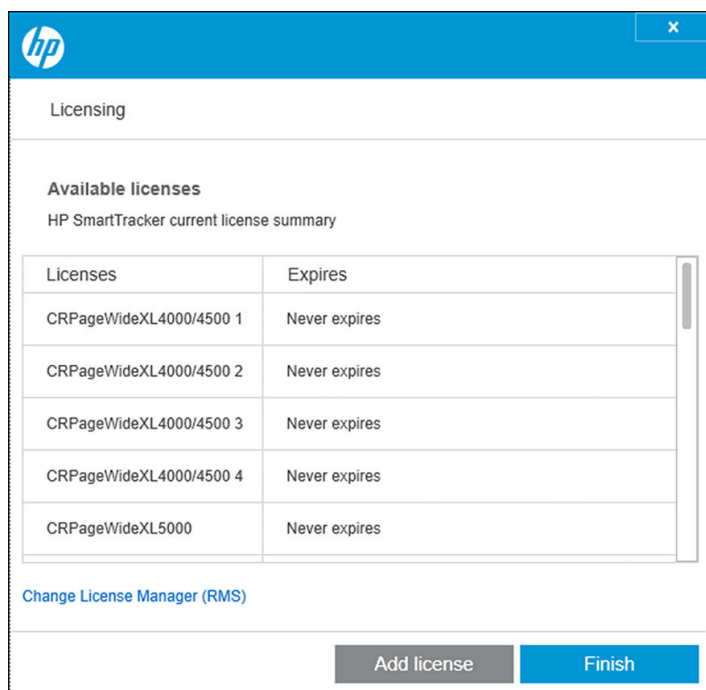 hp
x
Licensing
Available licenses
HP SmartTracker current license summary
Licenses Expires
CRPageWideXL4000/4500 1 Never expires
CRPageWideXL4000/4500 2 Never expires
CRPageWideXL4000/4500 3 Never expires
CRPageWideXL4000/4500 4 Never expires
CRPageWideXL5000 Never expires
Change License Manager (RMS)
Add license Finish